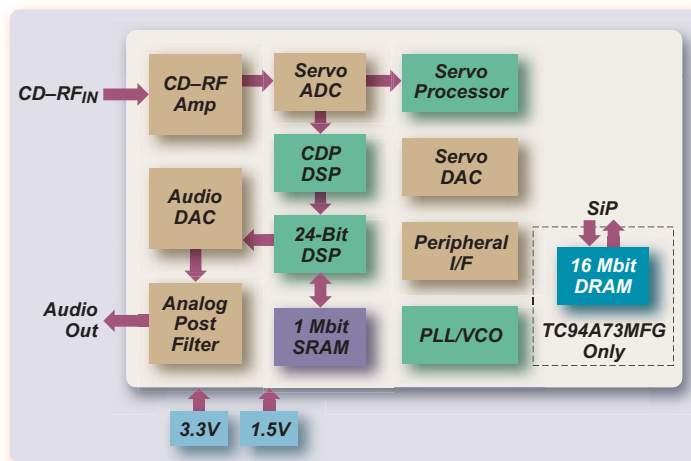 CD–RF
Amp
Servo
ADC
Servo
Processor
CD–RFIN
CDP
DSP
Servo
DAC
Audio
DAC
24-Bit
DSP
Peripheral
I/F
SiP
16 Mbit
DRAM
Audio
Out
Analog
Post
Filter
1 Mbit
SRAM
PLL/VCO
TC94A73MFG
Only
3.3V
1.5V